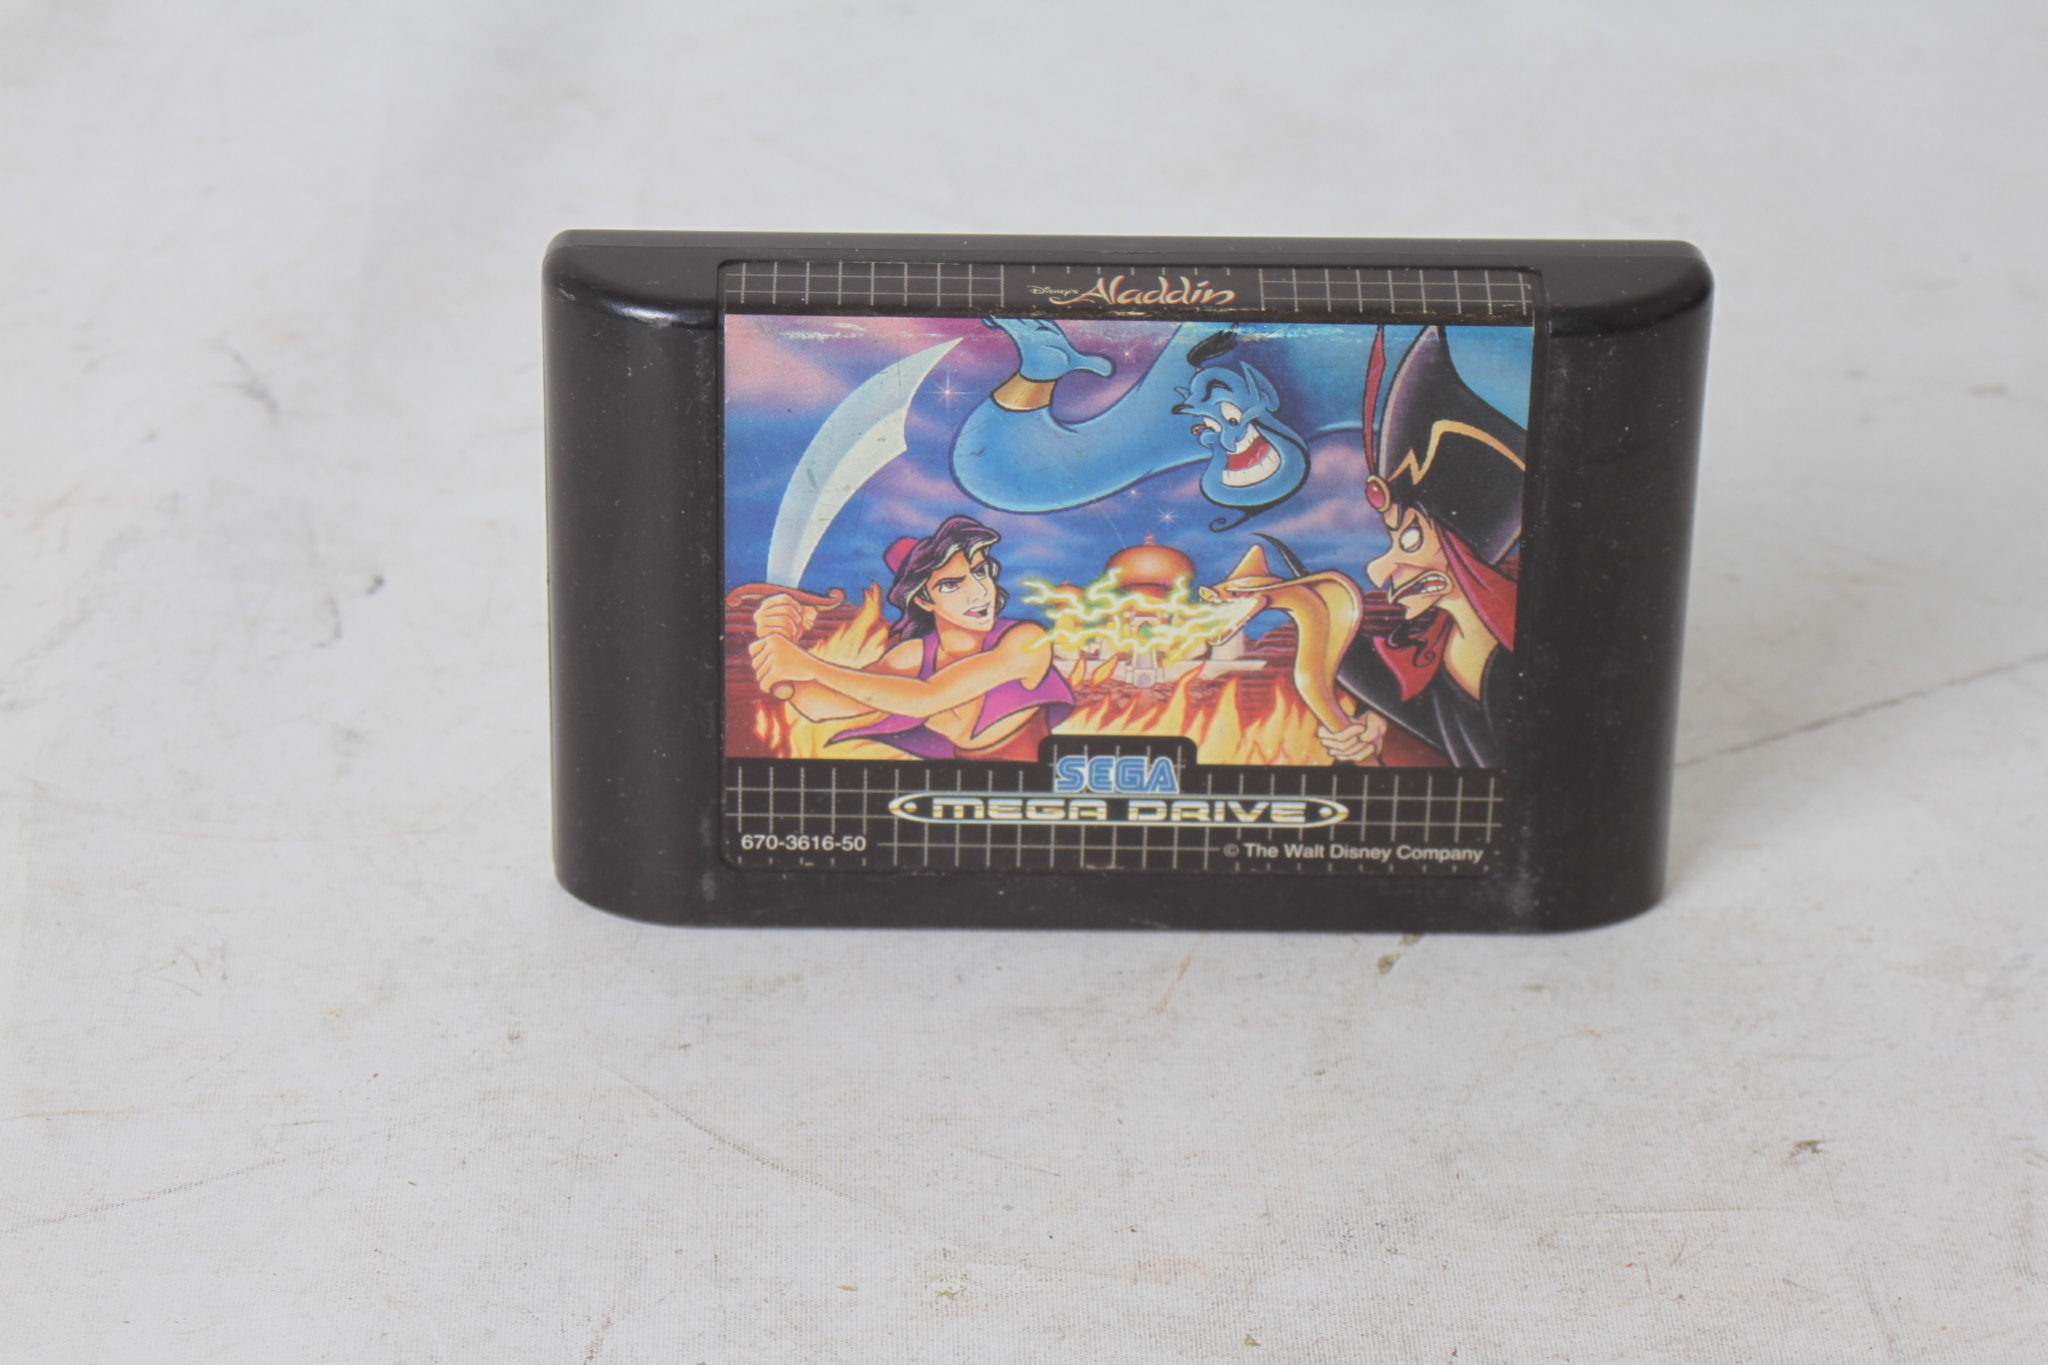 Disney's Aladdin
SEGA
MEGA DRIVE
670-3616-50
© The Walt Disney Company